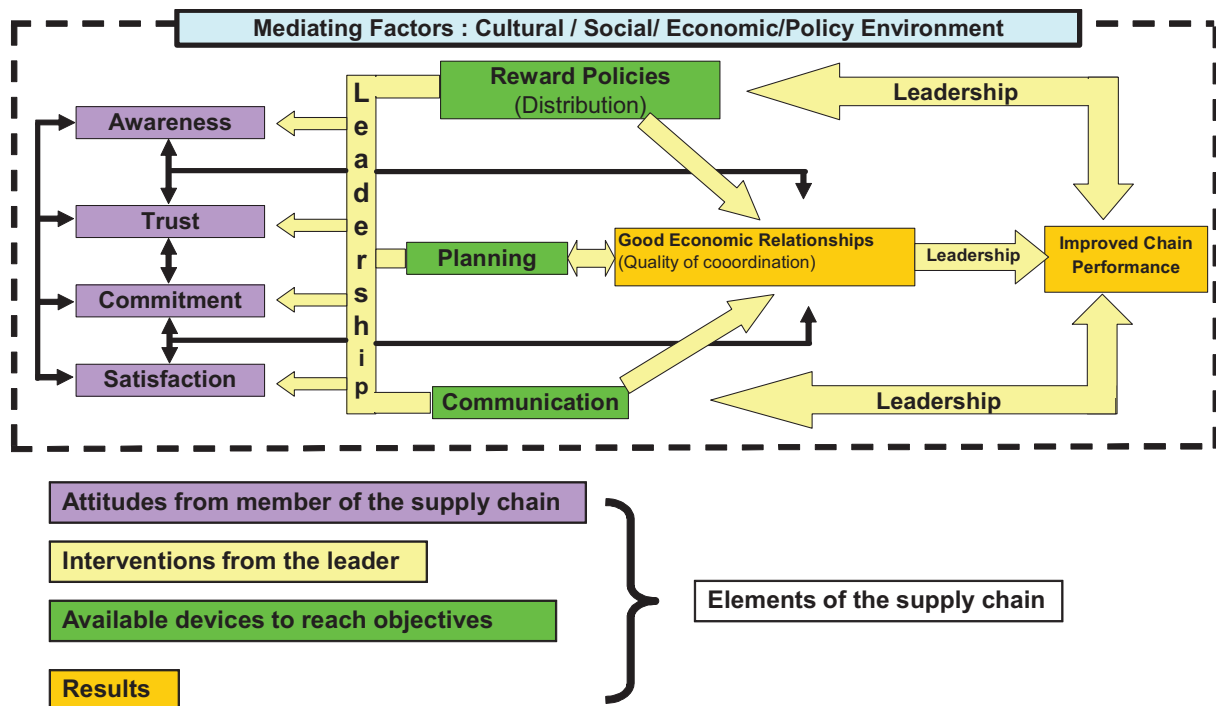 Mediating Factors : Cultural / Social/ Economic/Policy Environment
Reward Policies
(Distribution)
Leadership
Leadership
Awareness
Trust
Commitment
Satisfaction
Planning
Good Economic Relationships
(Quality of cooordination)
Leadership
Improved Chain
Performance
Communication
Leadership
Attitudes from member of the supply chain
Interventions from the leader
Available devices to reach objectives
Results
Elements of the supply chain